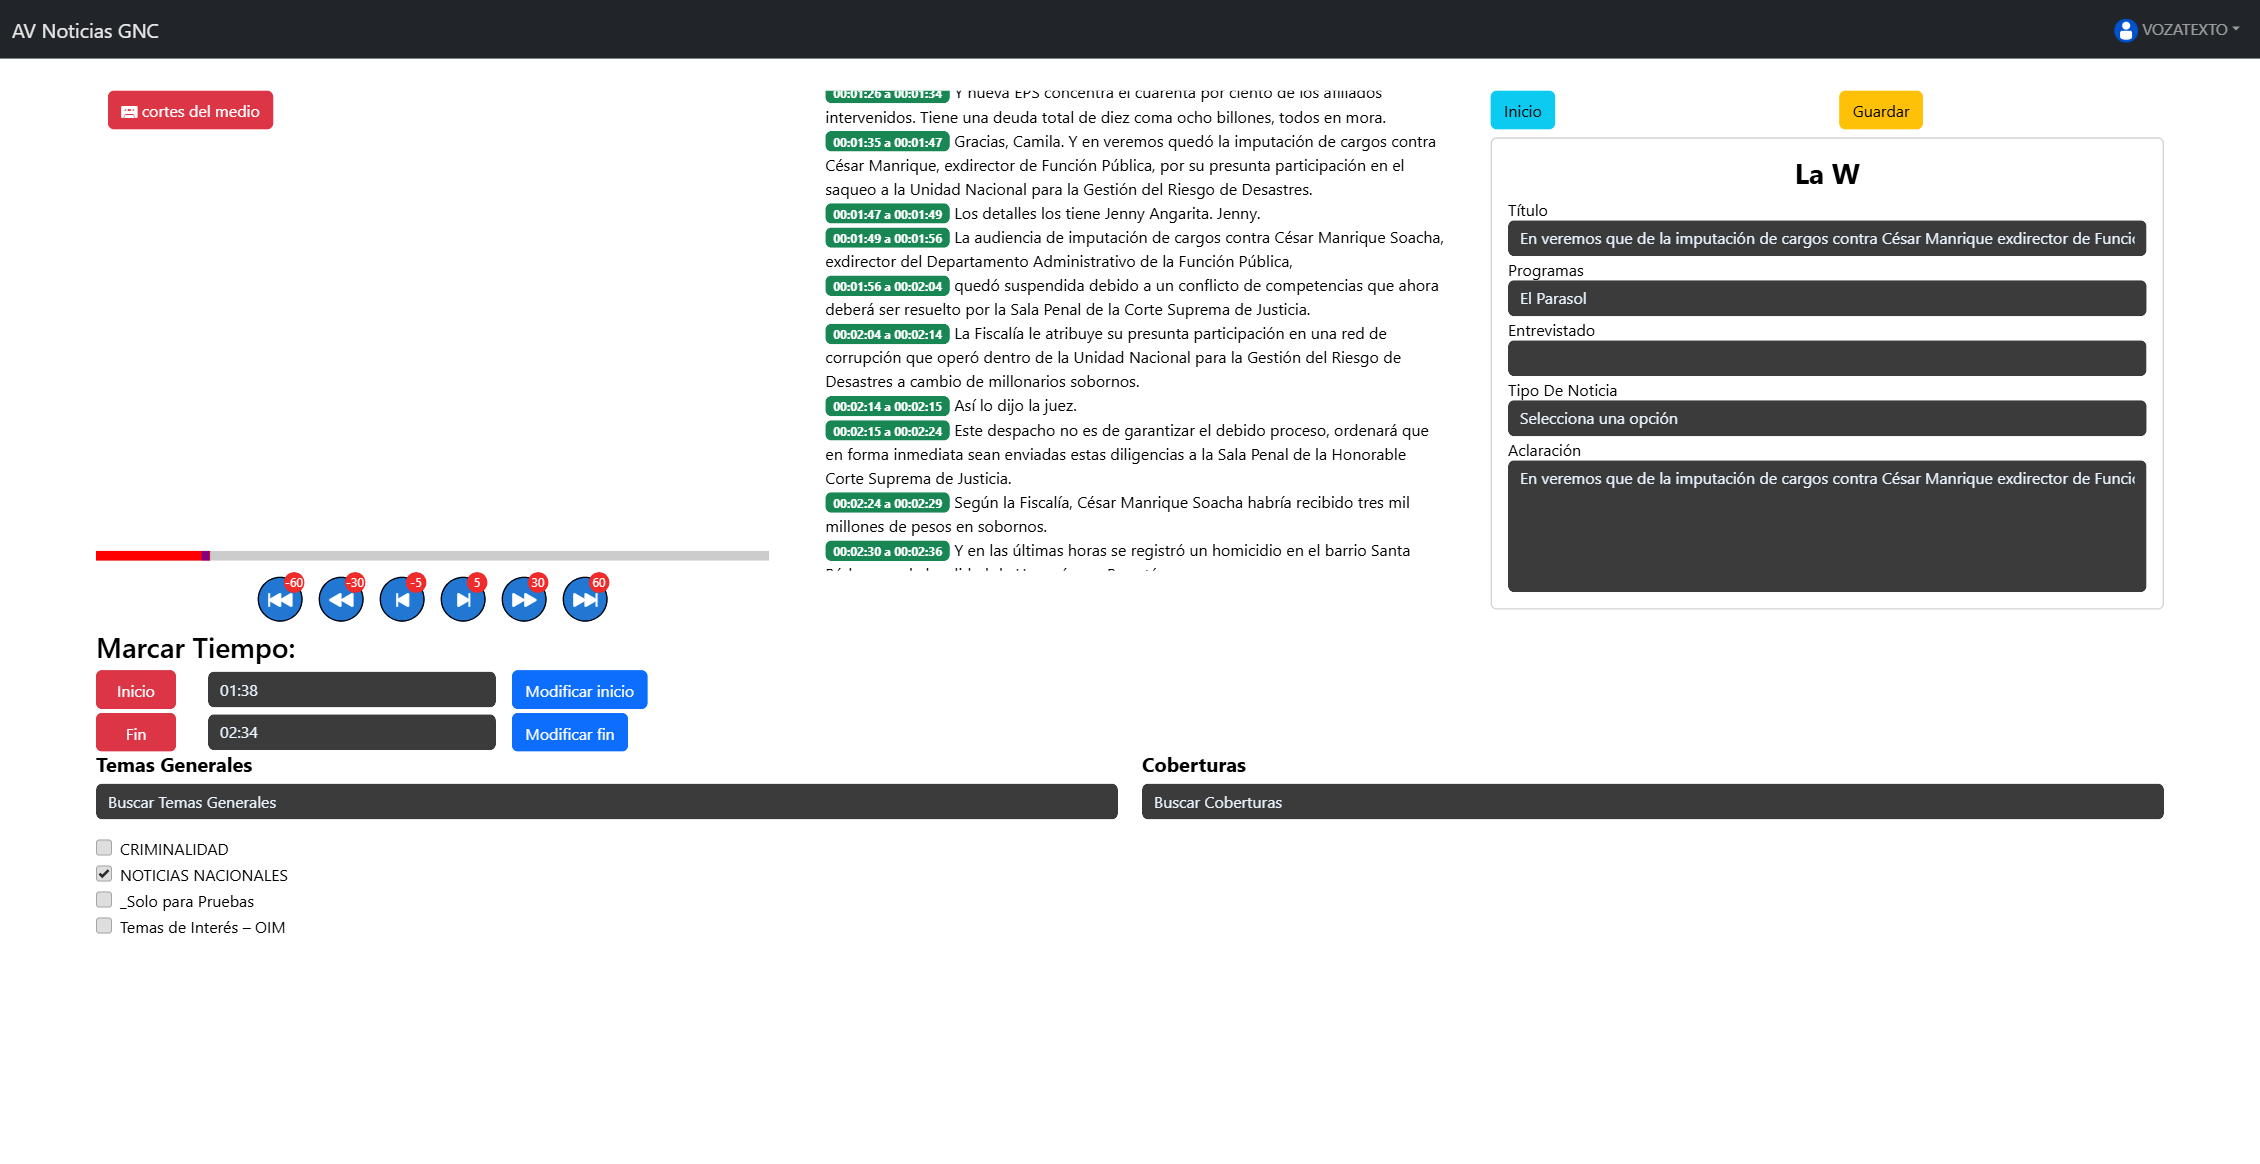 AV Noticias GNC
VOZATEXTO
cortes del medio
00:01:26 a 00:01:34 Y nueva EPS concentra el cuarenta por ciento de los afiliados
intervenidos. Tiene una deuda total de diez coma ocho billones, todos en mora.
00:01:35 a 00:01:47 Gracias, Camila. Y en veremos quedó la imputación de cargos contra
César Manrique, exdirector de Función Pública, por su presunta participación en el
saqueo a la Unidad Nacional para la Gestión del Riesgo de Desastres.
00:01:47 a 00:01:49 Los detalles los tiene Jenny Angarita. Jenny.
00:01:49 a 00:01:56 La audiencia de imputación de cargos contra César Manrique Soacha,
exdirector del Departamento Administrativo de la Función Pública,
00:01:56 a 00:02:04 quedó suspendida debido a un conflicto de competencias que ahora
deberá ser resuelto por la Sala Penal de la Corte Suprema de Justicia.
00:02:04 a 00:02:14 La Fiscalía le atribuye su presunta participación en una red de
corrupción que operó dentro de la Unidad Nacional para la Gestión del Riesgo de
Desastres a cambio de millonarios sobornos.
00:02:14 a 00:02:15 Así lo dijo la juez.
00:02:15 a 00:02:24 Este despacho no es de garantizar el debido proceso, ordenará que
en forma inmediata sean enviadas estas diligencias a la Sala Penal de la Honorable
Corte Suprema de Justicia.
00:02:24 a 00:02:29 Según la Fiscalía, César Manrique Soacha habría recibido tres mil
millones de pesos en sobornos.
00:02:30 a 00:02:36 Y en las últimas horas se registró un homicidio en el barrio Santa
Inicio
Guardar
La W
Título
En veremos que de la imputación de cargos contra César Manrique exdirector de Funci
Programas
El Parasol
Entrevistado
Tipo De Noticia
Selecciona una opción
Aclaración
En veremos que de la imputación de cargos contra César Manrique exdirector de Funci
-60 -30 -5 5 30 60
Marcar Tiempo:
Inicio 01:38 Modificar inicio
Fin 02:34 Modificar fin
Temas Generales
Buscar Temas Generales
CRIMINALIDAD
NOTICIAS NACIONALES
_Solo para Pruebas
Temas de Interés – OIM
Coberturas
Buscar Coberturas